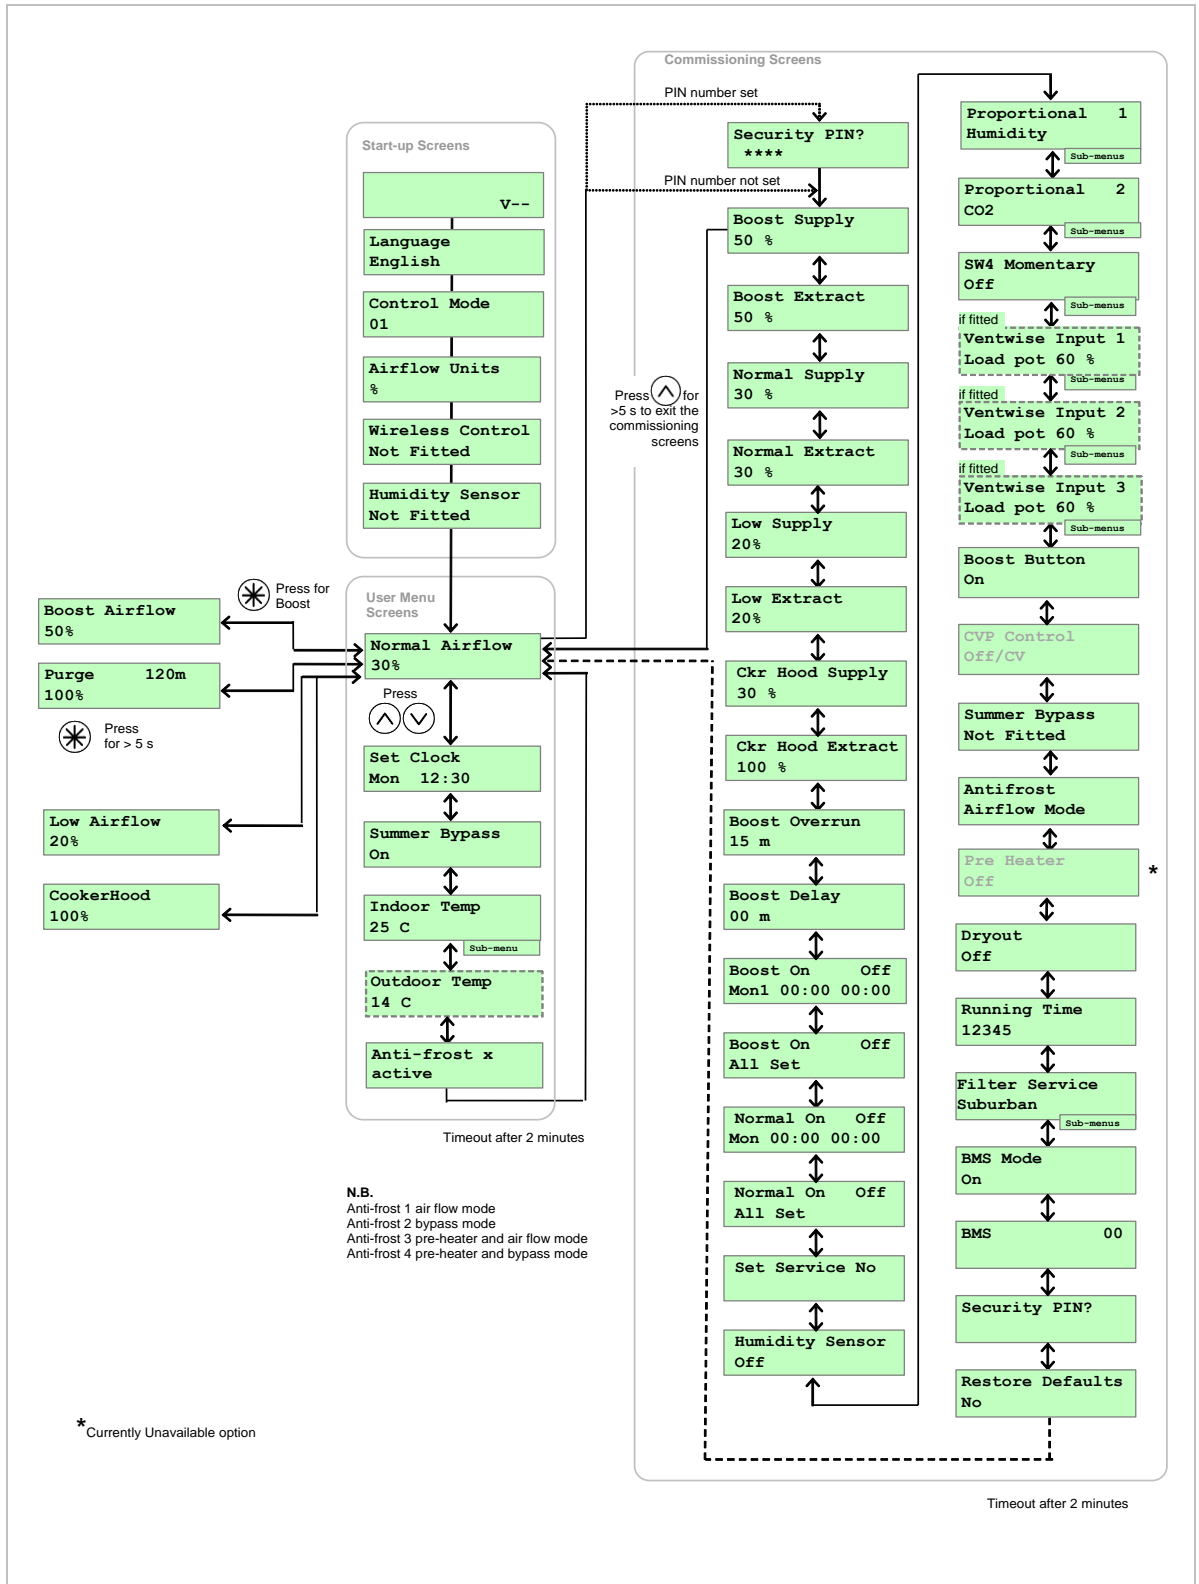 Commissioning Screens
PIN number set
Security PIN?
****
PIN number not set
Start-up Screens
V--
Language
English
Control Mode
01
Airflow Units
%
Wireless Control
Not Fitted
Humidity Sensor
Not Fitted
Press for
Boost
Boost Airflow
50%
Purge 120m
100%
Press
for > 5 s
Low Airflow
20%
CookerHood
100%
User Menu
Screens
Normal Airflow
30%
Press
Set Clock
Mon 12:30
Summer Bypass
On
Indoor Temp
25 C
Sub-menu
Outdoor Temp
14 C
Anti-frost x
active
Timeout after 2 minutes
N.B.
Anti-frost 1 air flow mode
Anti-frost 2 bypass mode
Anti-frost 3 pre-heater and air flow mode
Anti-frost 4 pre-heater and bypass mode
*Currently Unavailable option
Press for
>5 s to exit the
commissioning
screens
Boost Supply
50 %
Boost Extract
50 %
Normal Supply
30 %
Normal Extract
30 %
Low Supply
20%
Low Extract
20%
Ckr Hood Supply
30 %
Ckr Hood Extract
100 %
Boost Overrun
15 m
Boost Delay
00 m
Boost On Off
Mon1 00:00 00:00
Boost On Off
All Set
Normal On Off
Mon 00:00 00:00
Normal On Off
All Set
Set Service No
Humidity Sensor
Off
Proportional 1
Humidity
Sub-menus
Proportional 2
CO2
Sub-menus
SW4 Momentary
Off
Sub-menus
if fitted
Ventwise Input 1
Load pot 60 %
Sub-menus
if fitted
Ventwise Input 2
Load pot 60 %
Sub-menus
if fitted
Ventwise Input 3
Load pot 60 %
Sub-menus
Boost Button
On
CVP Control
Off/CV
Summer Bypass
Not Fitted
Antifrost
Airflow Mode
Pre Heater
Off
*
Dryout
Off
Running Time
12345
Filter Service
Suburban
Sub-menus
BMS Mode
On
BMS 00
Security PIN?
Restore Defaults
No
Timeout after 2 minutes